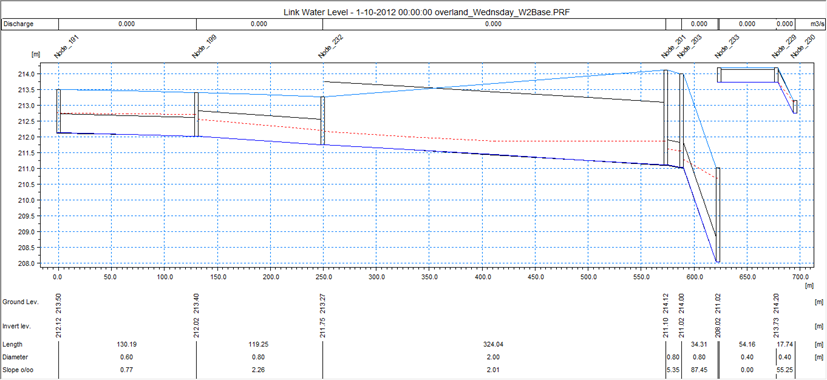 Link Water Level - 1-10-2012 00:00:00 overland_Wednsday_W2Base.PRF
Discharge 0.000 0.000 0.000 0.000 0.000 0.000 m3/s
Node_191 Node_199 Node_232 Node_201 Node_203 Node_233 Node_229 Node_230
[m]
214.0
213.5
213.0
212.5
212.0
211.5
211.0
210.5
210.0
209.5
209.0
208.5
208.0
0.0 50.0 100.0 150.0 200.0 250.0 300.0 350.0 400.0 450.0 500.0 550.0 600.0 650.0 700.0
[m]
Ground Lev. 213.50 213.40 213.27 214.12 214.00 211.02 214.20 [m]
Invert lev. 212.12 212.02 211.75 211.10 211.02 208.02 213.73 [m]
Length 130.19 119.25 324.04 34.31 54.16 17.74 [m]
Diameter 0.60 0.80 2.00 0.80 0.80 0.40 0.40 [m]
Slope o/oo 0.77 2.26 2.01 5.35 87.45 0.00 55.25